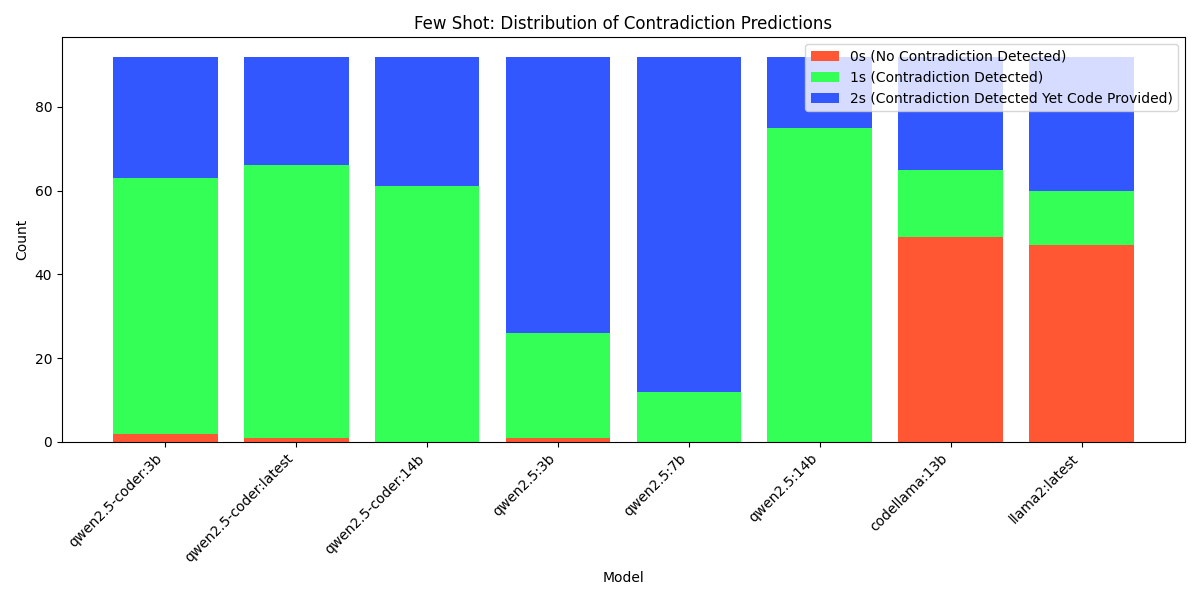 Few Shot: Distribution of Contradiction Predictions
0s (No Contradiction Detected)
1s (Contradiction Detected)
2s (Contradiction Detected Yet Code Provided)
Count
80
60
40
20
0
qwen2.5-coder:3b
qwen2.5-coder:latest
qwen2.5-coder:14b
qwen2.5:3b
qwen2.5:7b
qwen2.5:14b
codellama:13b
llama2:latest
Model